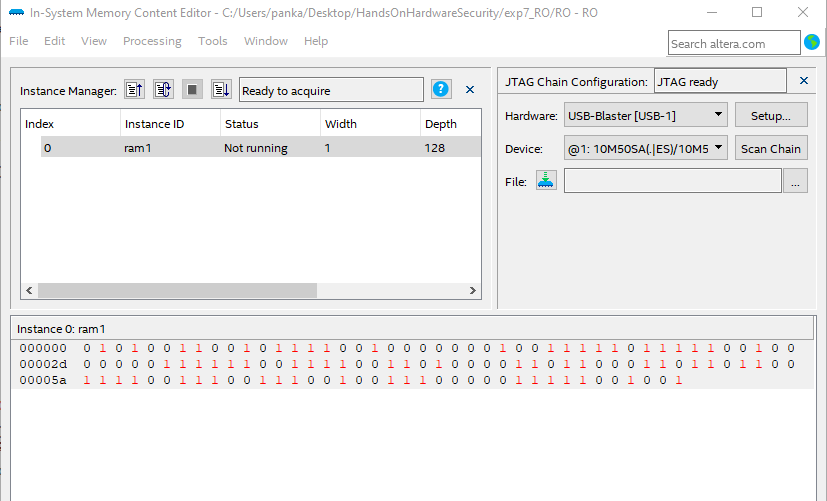 In-System Memory Content Editor - C:/Users/panka/Desktop/HandsOnHardwareSecurity/exp7_RO/RO - RO
File Edit View Processing Tools Window Help
Search altera.com
Instance Manager: Ready to acquire
Index Instance ID Status Width Depth
0 ram1 Not running 1 128
JTAG Chain Configuration: JTAG ready
Hardware: USB-Blaster [USB-1] Setup...
Device: @1: 10M50SA(.|ES)/10M5 Scan Chain
File: ...
Instance 0: ram1
000000 0 1 0 1 0 0 1 1 0 0 1 0 1 1 1 1 0 0 1 0 0 0 0 0 0 0 1 0 0 1 1 1 1 1 0 1 1 1 1 1 0 0 1 0 0
00002d 0 0 0 0 0 1 1 1 1 1 1 1 0 0 1 1 1 0 0 1 1 0 1 0 0 0 0 1 1 0 1 1 0 0 0 1 1 0 1 1 0 1 1 0 0
00005a 1 1 1 1 0 0 1 1 1 0 0 1 1 1 0 0 1 0 0 1 1 1 0 0 0 0 0 1 1 1 1 1 0 0 1 0 0 1